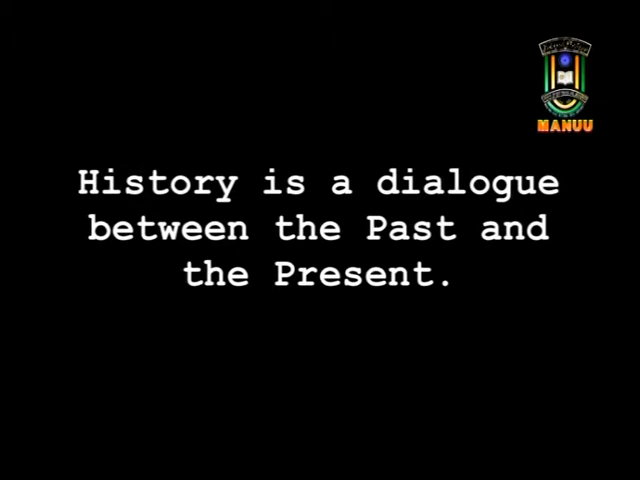 MANUU
History is a dialogue
between the Past and
the Present.